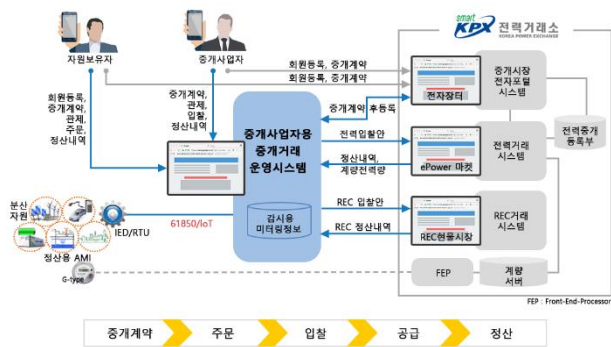 smart
KPX 전력거래소
KOREA POWER EXCHANGE
자원보유자
중개사업자
회원등록, 중개계약
회원등록, 중개계약
회원등록,
중개계약,
관제,
주문,
정산내역
중개계약,
관제,
입찰,
정산내역
중개사업자용
중개거래
운영시스템
감시용
미터링정보
중개계약 후등록
전력입찰안
정산내역,
계량전력량
REC 입찰안
REC 정산내역
전자장터
ePower 마켓
REC현물시장
중개시장
전자포털
시스템
전력거래
시스템
REC거래
시스템
전력중개
등록부
분산
자원
IED/RTU
61850/IoT
정산용 AMI
G-type
FEP
계량
서버
FEP : Front-End-Processor
중개계약
주문
입찰
공급
정산